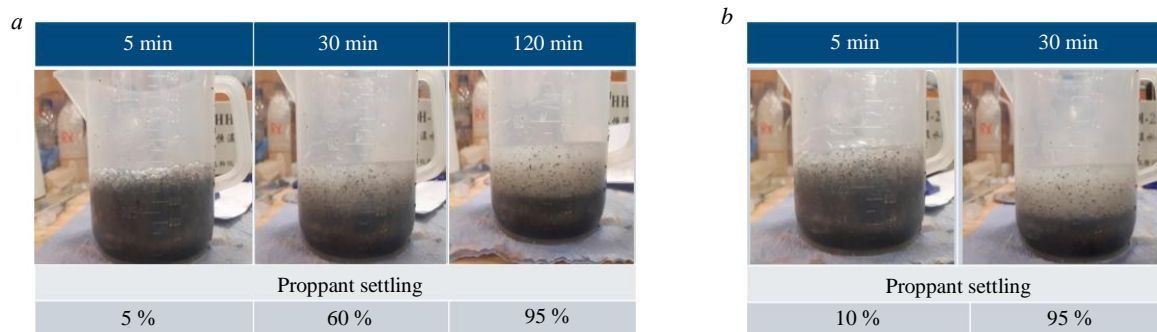 a
5 min 30 min 120 min
Proppant settling
5 % 60 % 95 %
b
5 min 30 min
Proppant settling
10 % 95 %